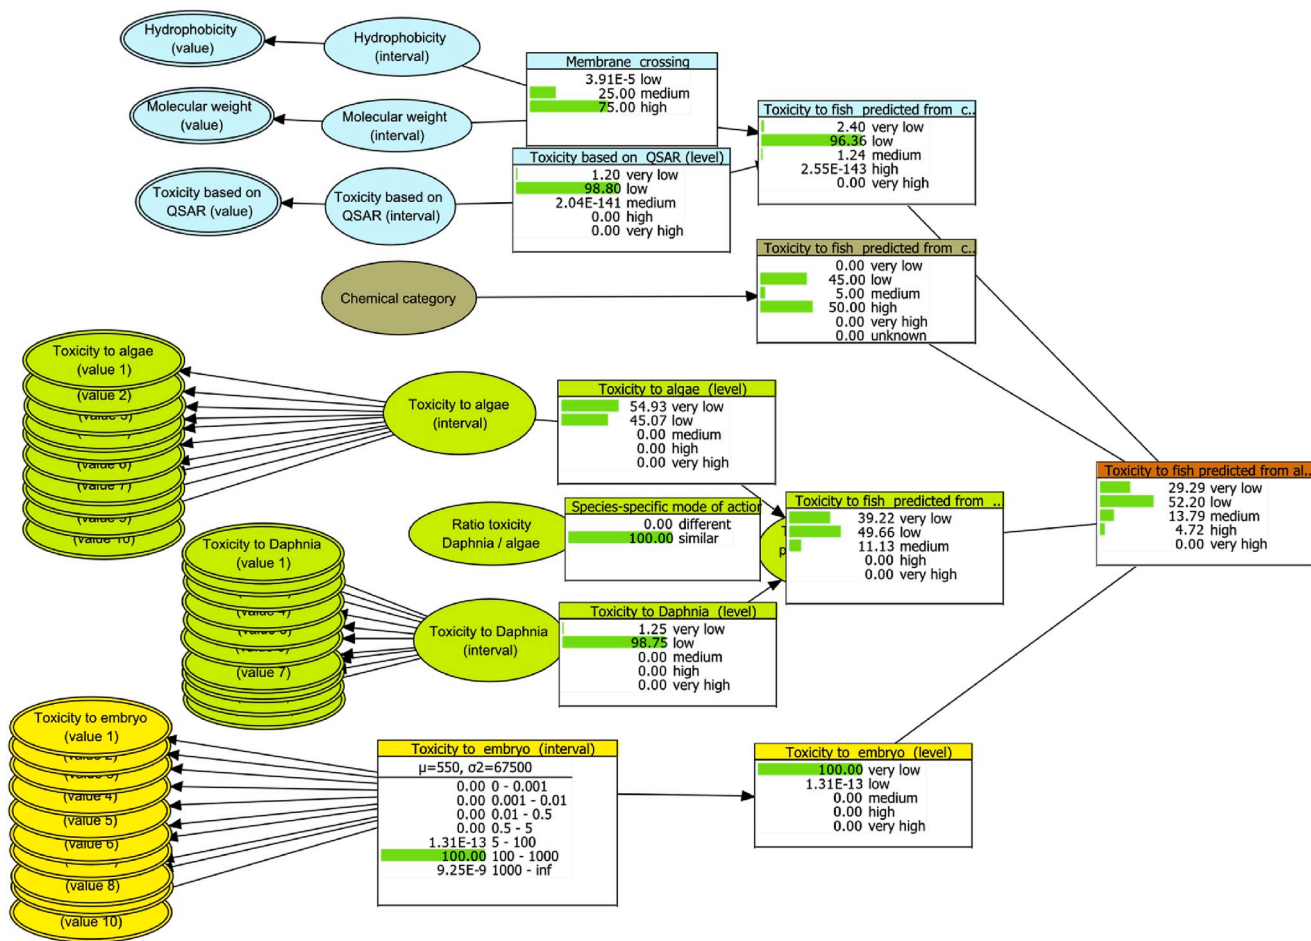 Hydrophobicity
(value)
Hydrophobicity
(interval)
Membrane crossing
3.91E-5 low
25.00 medium
75.00 high
Molecular weight
(value)
Molecular weight
(interval)
Toxicity to fish predicted from c..
2.40 very low
96.36 low
1.24 medium
2.55E-143 high
0.00 very high
Toxicity based on QSAR (level)
1.20 very low
98.80 low
2.04E-141 medium
0.00 high
0.00 very high
Toxicity based on
QSAR (value)
Toxicity based on
QSAR (interval)
Toxicity to fish predicted from c..
0.00 very low
45.00 low
5.00 medium
50.00 high
0.00 very high
0.00 unknown
Chemical category
Toxicity to algae
(value 1)
(value 2)
(value 6)
(value 7)
(value 9)
(value 10)
Toxicity to algae
(interval)
Toxicity to algae (level)
54.93 very low
45.07 low
0.00 medium
0.00 high
0.00 very high
Toxicity to fish predicted from al..
29.29 very low
52.20 low
13.79 medium
4.72 high
0.00 very high
Ratio toxicity
Daphnia / algae
Species-specific mode of action
0.00 different
100.00 similar
Toxicity to fish predicted from ..
39.22 very low
49.66 low
11.13 medium
0.00 high
0.00 very high
Toxicity to Daphnia
(value 1)
(value 7)
Toxicity to Daphnia
(interval)
Toxicity to Daphnia (level)
1.25 very low
98.75 low
0.00 medium
0.00 high
0.00 very high
Toxicity to embryo
(value 1)
(value 2)
(value 4)
(value 5)
(value 6)
(value 8)
(value 10)
Toxicity to embryo (interval)
μ=550, σ2=67500
0.00 0 - 0.001
0.00 0.001 - 0.01
0.00 0.01 - 0.5
0.00 0.5 - 5
1.31E-13 5 - 100
100.00 100 - 1000
9.25E-9 1000 - inf
Toxicity to embryo (level)
100.00 very low
1.31E-13 low
0.00 medium
0.00 high
0.00 very high